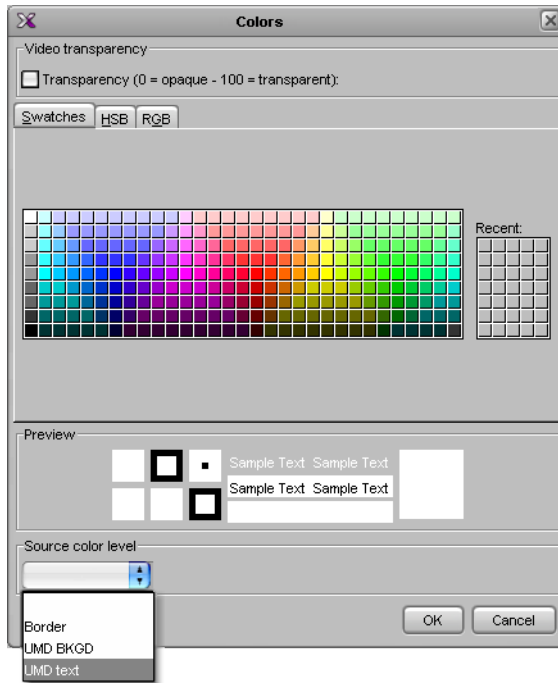 Colors
Video transparency
Transparency (0 = opaque - 100 = transparent):
Swatches HSB RGB
Recent:
Preview
Sample Text Sample Text
Sample Text Sample Text
Source color level
Border
UMD BKGD
UMD text
OK Cancel